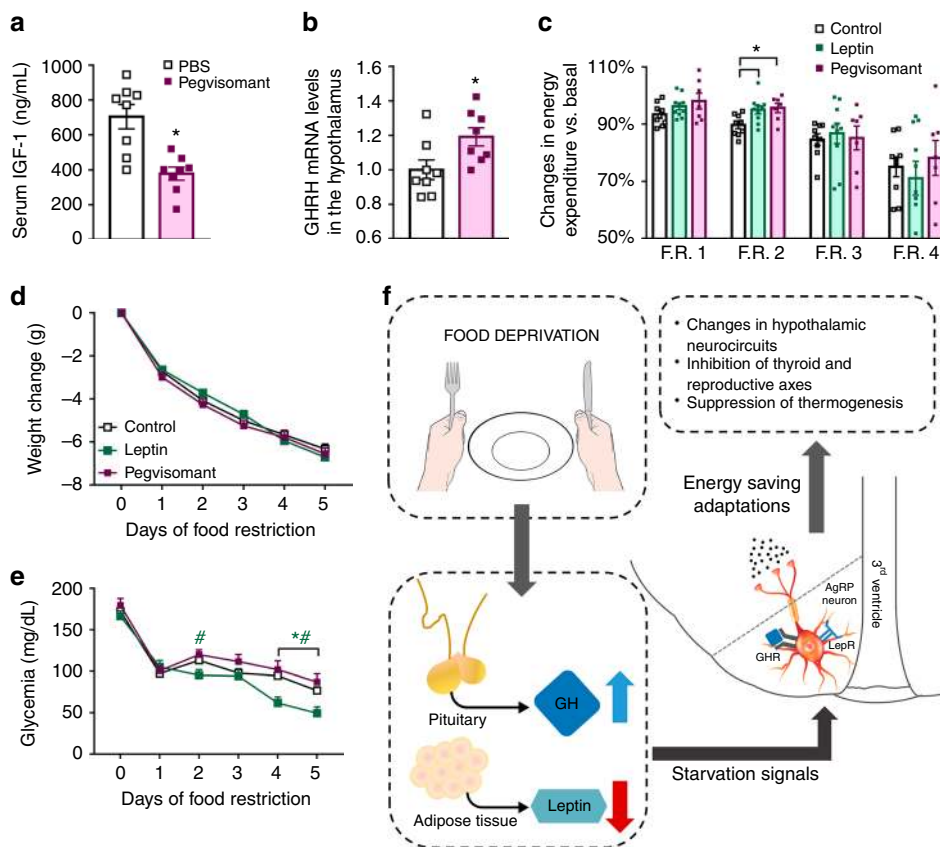 a
Serum IGF-1 (ng/mL)
1000
800
600
400
200
0
PBS
Pegvisomant
*
b
GHRH mRNA levels
in the hypothalamus
1.6
1.4
1.2
1.0
0.8
0.6
*
c
Control
Leptin
Pegvisomant
Changes in energy
expenditure vs. basal
110%
90%
70%
50%
*
F.R. 1
F.R. 2
F.R. 3
F.R. 4
d
Weight change (g)
0
−2
−4
−6
−8
Control
Leptin
Pegvisomant
0 1 2 3 4 5
Days of food restriction
e
Glycemia (mg/dL)
200
150
100
50
0
#
*#
0 1 2 3 4 5
Days of food restriction
f
FOOD DEPRIVATION
Pituitary
GH
Adipose tissue
Leptin
Starvation signals
GHR
LepR
AgRP
neuron
3rd ventricle
Energy saving
adaptations
• Changes in hypothalamic
neurocircuits
• Inhibition of thyroid and
reproductive axes
• Suppression of thermogenesis